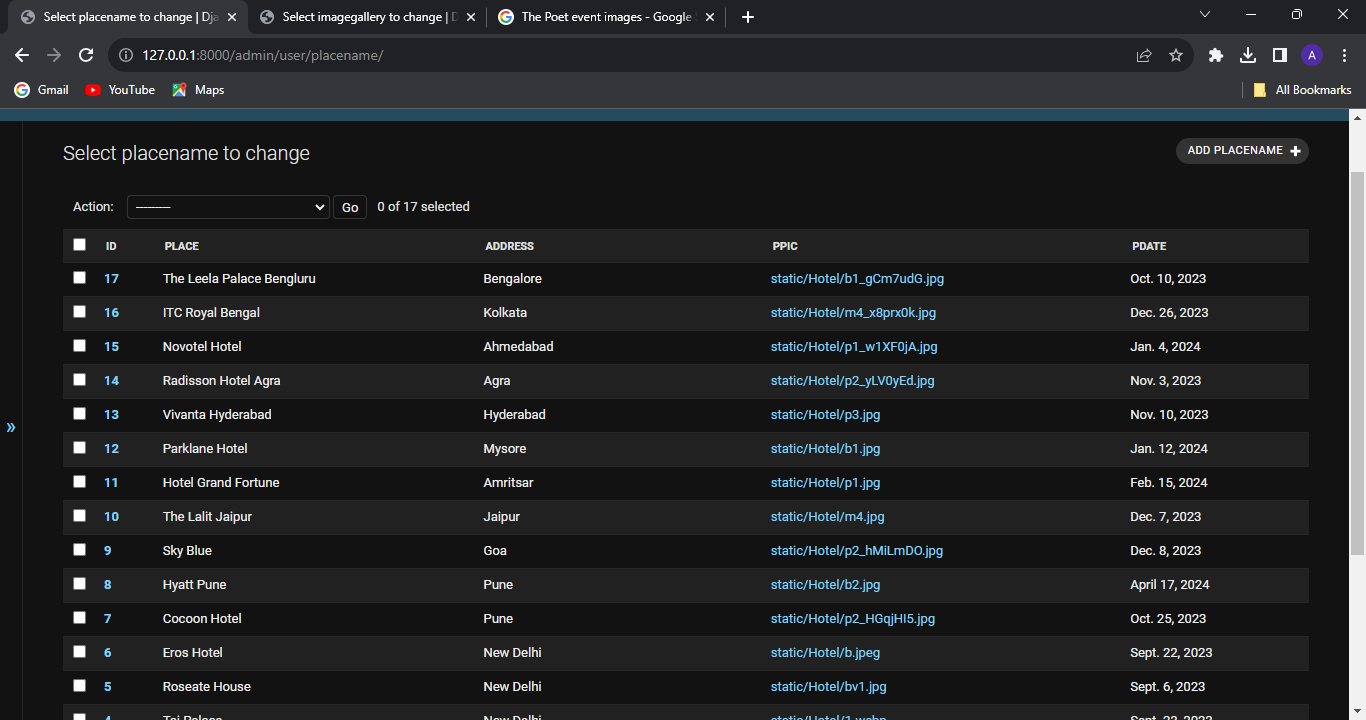 Select placename to change | Dja
Select imagegallery to change | D
The Poet event images - Google S
127.0.0.1:8000/admin/user/placename/
A
Gmail
YouTube
Maps
All Bookmarks
Select placename to change
ADD PLACENAME +
Action: --------- Go 0 of 17 selected
ID PLACE ADDRESS PPIC PDATE
17 The Leela Palace Bengluru Bengalore static/Hotel/b1_gCm7udG.jpg Oct. 10, 2023
16 ITC Royal Bengal Kolkata static/Hotel/m4_x8prx0k.jpg Dec. 26, 2023
15 Novotel Hotel Ahmedabad static/Hotel/p1_w1XF0jA.jpg Jan. 4, 2024
14 Radisson Hotel Agra Agra static/Hotel/p2_yLV0yEd.jpg Nov. 3, 2023
13 Vivanta Hyderabad Hyderabad static/Hotel/p3.jpg Nov. 10, 2023
12 Parklane Hotel Mysore static/Hotel/b1.jpg Jan. 12, 2024
11 Hotel Grand Fortune Amritsar static/Hotel/p1.jpg Feb. 15, 2024
10 The Lalit Jaipur Jaipur static/Hotel/m4.jpg Dec. 7, 2023
9 Sky Blue Goa static/Hotel/p2_hMiLmDO.jpg Dec. 8, 2023
8 Hyatt Pune Pune static/Hotel/b2.jpg April 17, 2024
7 Cocoon Hotel Pune static/Hotel/p2_HGqjHI5.jpg Oct. 25, 2023
6 Eros Hotel New Delhi static/Hotel/b.jpeg Sept. 22, 2023
5 Roseate House New Delhi static/Hotel/bv1.jpg Sept. 6, 2023
4 Taj Palace New Delhi static/Hotel/1.webp Sept. 23, 2023
»